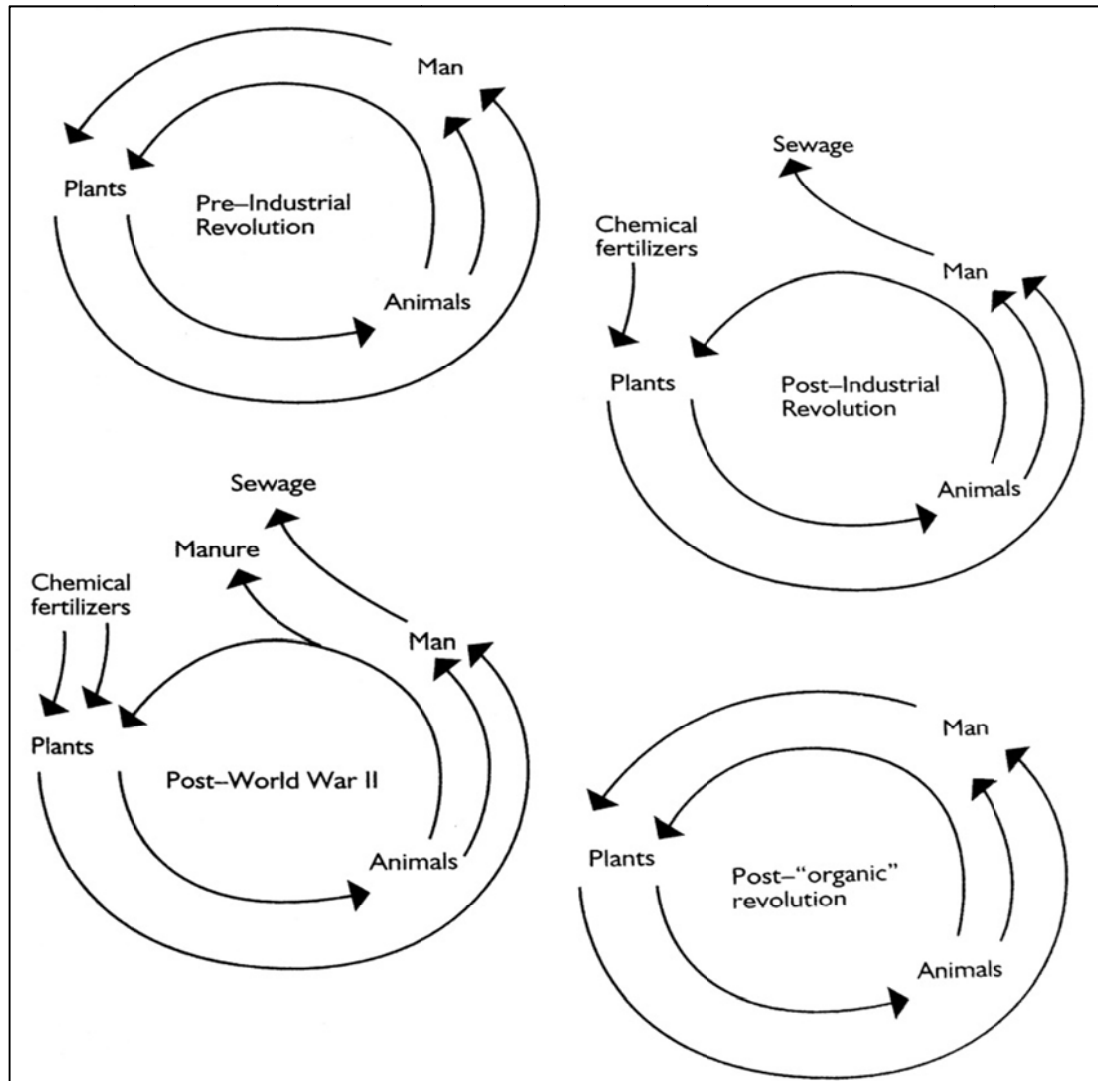 Man
Plants
Pre–Industrial
Revolution
Animals
Sewage
Chemical
fertilizers
Man
Plants
Post–Industrial
Revolution
Animals
Sewage
Manure
Chemical
fertilizers
Man
Plants
Post–World War II
Animals
Man
Plants
Post–“organic”
revolution
Animals